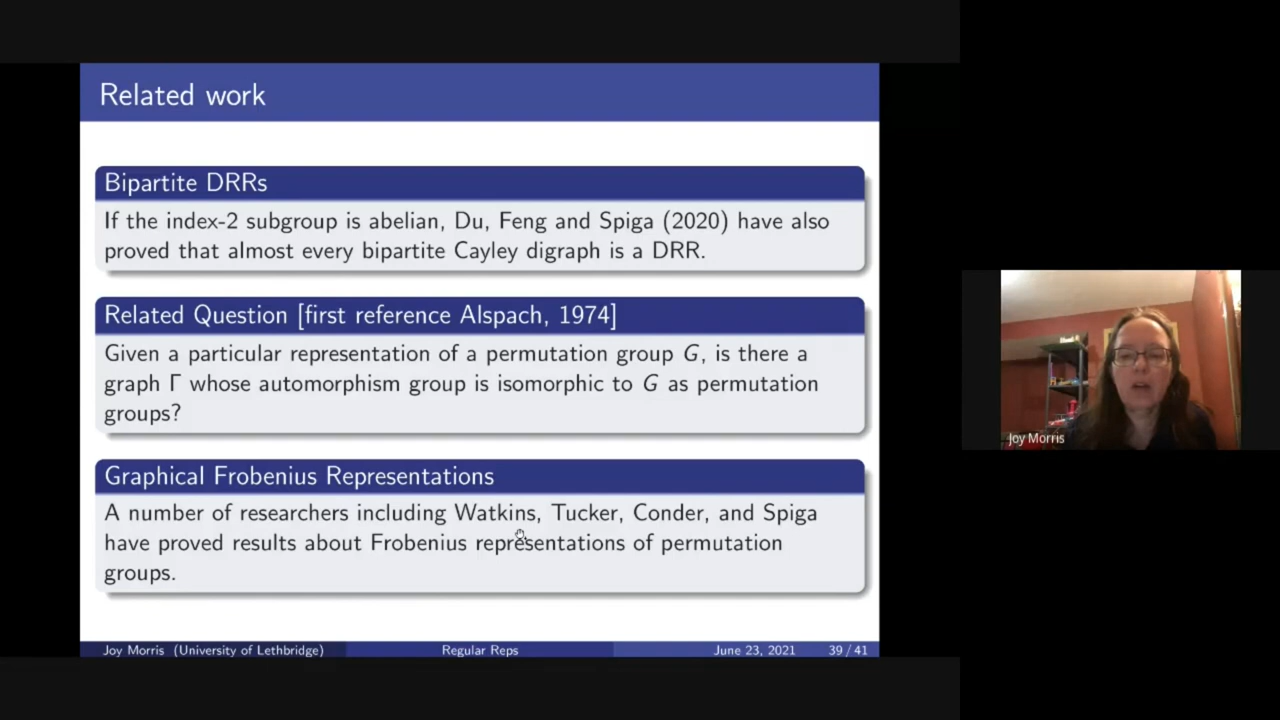 Related work
Bipartite DRRs
If the index-2 subgroup is abelian, Du, Feng and Spiga (2020) have also
proved that almost every bipartite Cayley digraph is a DRR.
Related Question [first reference Alspach, 1974]
Given a particular representation of a permutation group G, is there a
graph Γ whose automorphism group is isomorphic to G as permutation
groups?
Graphical Frobenius Representations
A number of researchers including Watkins, Tucker, Conder, and Spiga
have proved results about Frobenius representations of permutation
groups.
Joy Morris (University of Lethbridge) Regular Reps June 23, 2021 39 / 41
Joy Morris